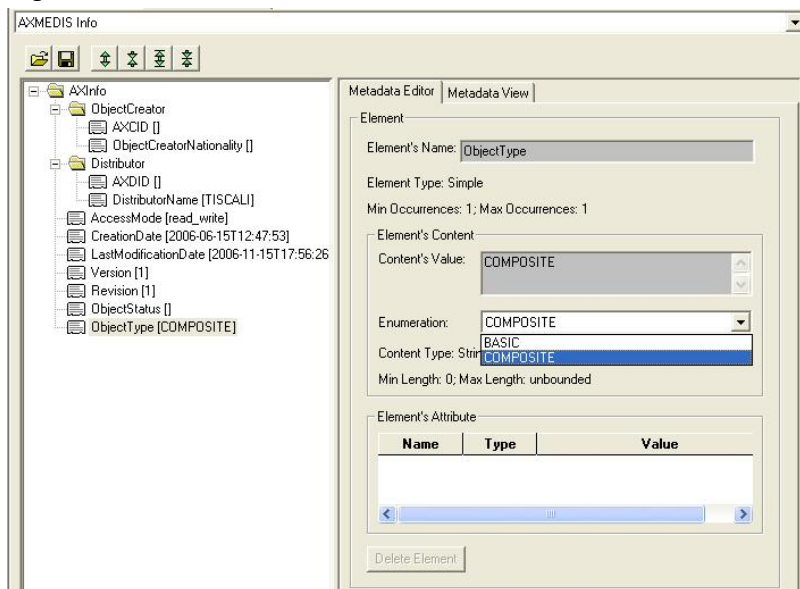 AXMEDIS Info
AXInfo
ObjectCreator
AXCID []
ObjectCreatorNationality []
Distributor
AXDID []
DistributorName [TISCALI]
AccessMode [read_write]
CreationDate [2006-06-15T12:47:53]
LastModificationDate [2006-11-15T17:56:26
Version [1]
Revision [1]
ObjectStatus []
ObjectType [COMPOSITE]
Metadata Editor Metadata View
Element
Element's Name: ObjectType
Element Type: Simple
Min Occurrences: 1; Max Occurrences: 1
Element's Content
Content's Value: COMPOSITE
Enumeration: COMPOSITE
BASIC
Content Type: Strin COMPOSITE
Min Length: 0; Max Length: unbounded
Element's Attribute
Name Type Value
Delete Element